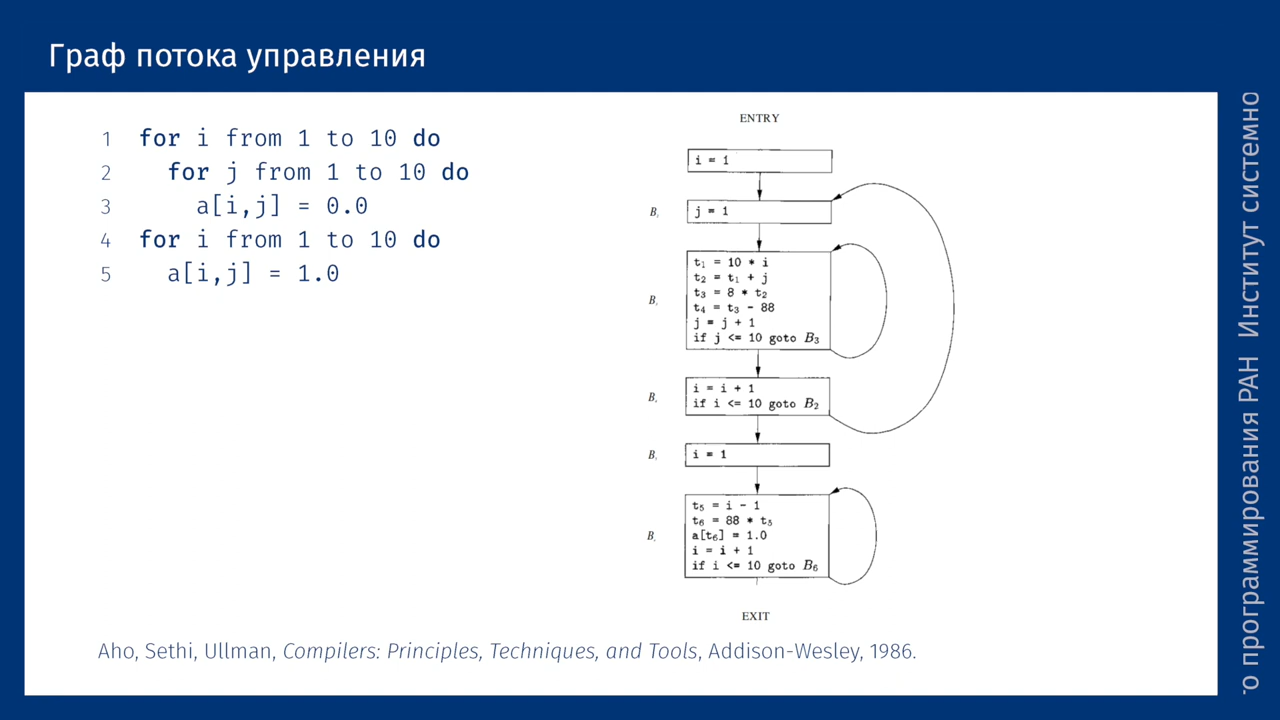 Граф потока управления
1 for i from 1 to 10 do
2 for j from 1 to 10 do
3 a[i,j] = 0.0
4 for i from 1 to 10 do
5 a[i,j] = 1.0
ENTRY
i = 1
B, j = 1
t₁ = 10 * i
t₂ = t₁ + j
B, t₃ = 8 * t₂
t₄ = t₃ - 88
j = j + 1
if j <= 10 goto B₃
i = i + 1
B, if i <= 10 goto B₂
B, i = 1
t₅ = i - 1
t₆ = 88 * t₅
B, a[t₆] = 1.0
i = i + 1
if i <= 10 goto B₆
EXIT
Aho, Sethi, Ullman, Compilers: Principles, Techniques, and Tools, Addison-Wesley, 1986.
го программирования РАН Институт системно